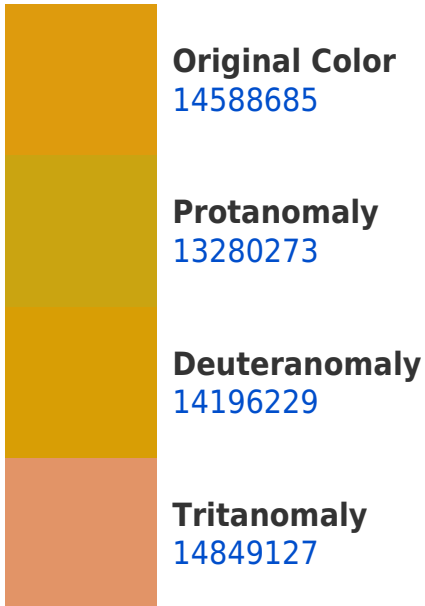 Original Color
14588685
Protanomaly
13280273
Deuteranomaly
14196229
Tritanomaly
14849127